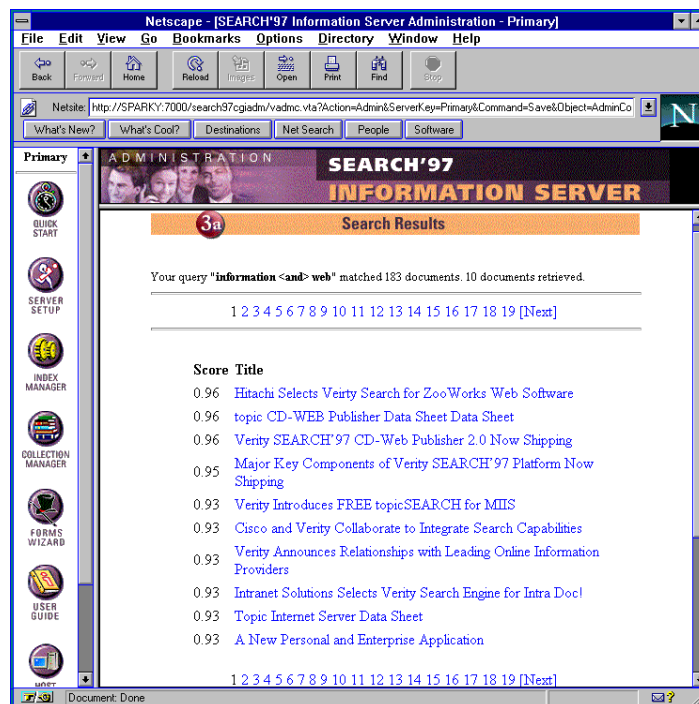 Netscape - [SEARCH'97 Information Server Administration - Primary]
File Edit View Go Bookmarks Options Directory Window Help
Back Forward Home Reload Images Open Print Find Stop
Netsite: http://SPARKY:7000/search97cgiadm/vadmc.vta?Action=Admin&ServerKey=Primary&Command=Save&Object=AdminCo
What's New? What's Cool? Destinations Net Search People Software
N
Primary
QUICK
START
SERVER
SETUP
INDEX
MANAGER
COLLECTION
MANAGER
FORMS
WIZARD
USER
GUIDE
HOST
ADMINISTRATION
SEARCH'97
INFORMATION SERVER
3a Search Results
Your query "information <and> web" matched 183 documents. 10 documents retrieved.
1 2 3 4 5 6 7 8 9 10 11 12 13 14 15 16 17 18 19 [Next]
Score Title
0.96 Hitachi Selects Veirty Search for ZooWorks Web Software
0.96 topic CD-WEB Publisher Data Sheet Data Sheet
0.96 Verity SEARCH'97 CD-Web Publisher 2.0 Now Shipping
0.95 Major Key Components of Verity SEARCH'97 Platform Now
Shipping
0.93 Verity Introduces FREE topicSEARCH for MIIS
0.93 Cisco and Verity Collaborate to Integrate Search Capabilities
0.93 Verity Announces Relationships with Leading Online Information
Providers
0.93 Intranet Solutions Selects Verity Search Engine for Intra Doc!
0.93 Topic Internet Server Data Sheet
0.93 A New Personal and Enterprise Application
1 2 3 4 5 6 7 8 9 10 11 12 13 14 15 16 17 18 19 [Next]
Document: Done